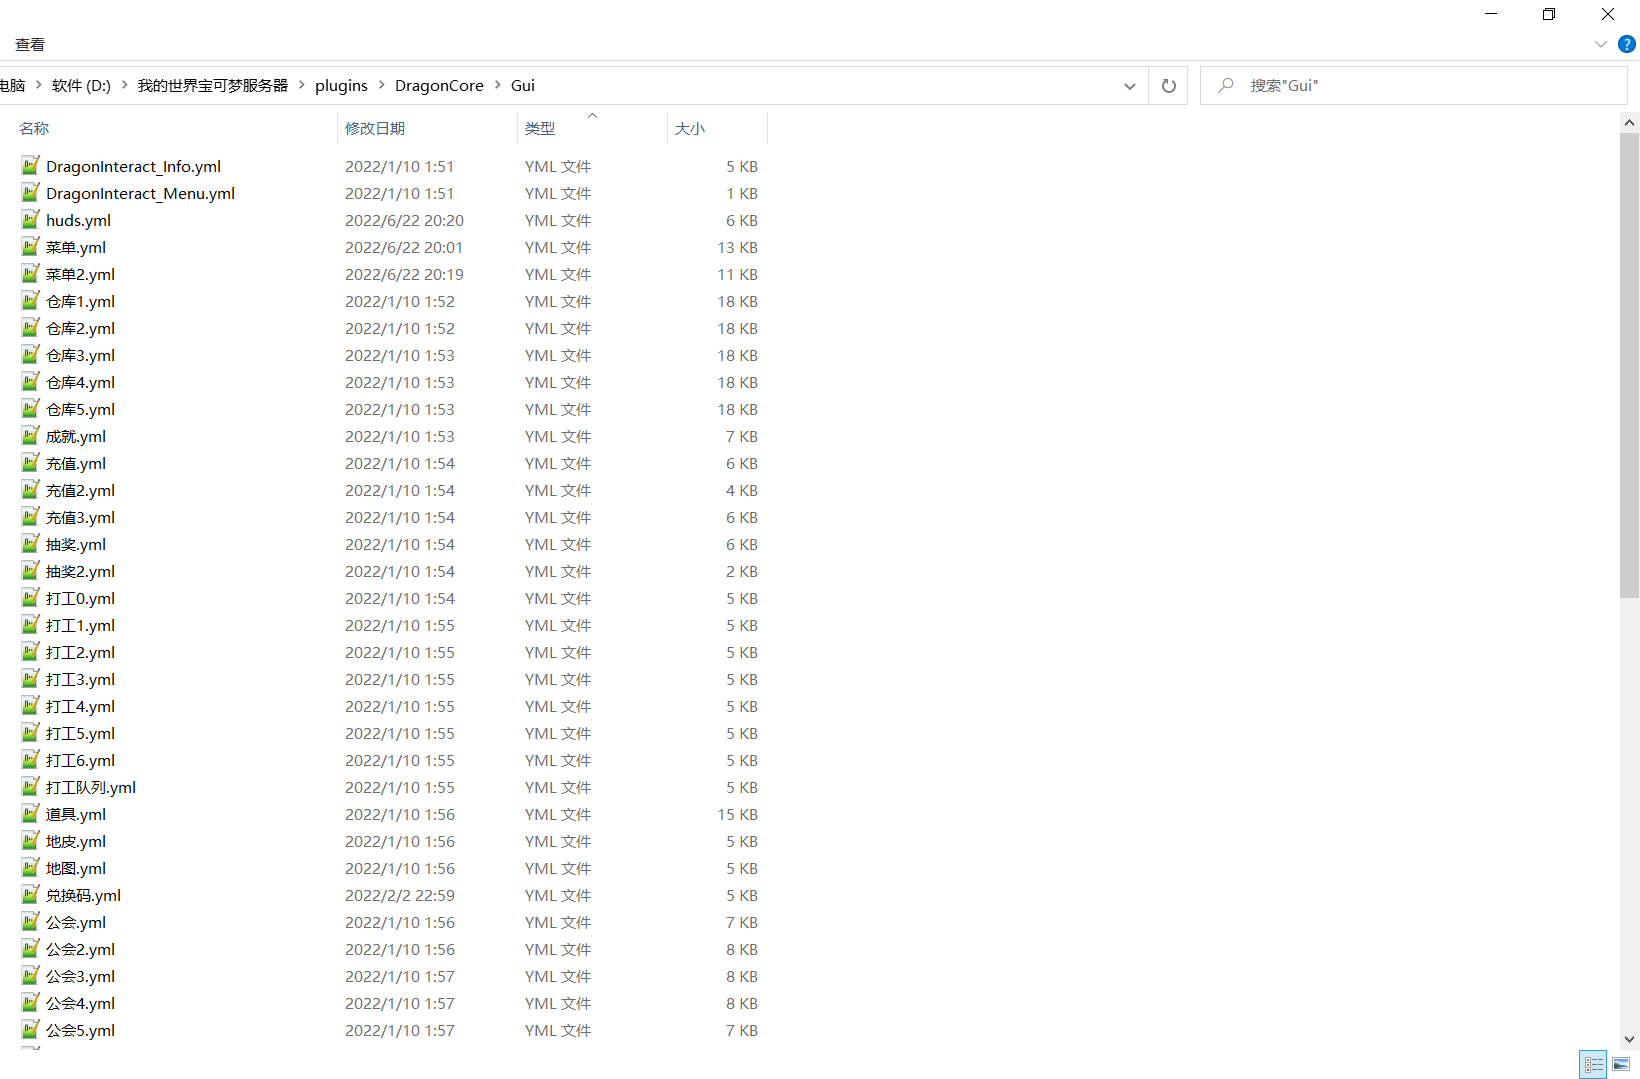 查看
?
电脑 > 软件 (D:) > 我的世界宝可梦服务器 > plugins > DragonCore > Gui
搜索"Gui"
名称 修改日期 类型 大小
DragonInteract_Info.yml 2022/1/10 1:51 YML 文件 5 KB
DragonInteract_Menu.yml 2022/1/10 1:51 YML 文件 1 KB
huds.yml 2022/6/22 20:20 YML 文件 6 KB
菜单.yml 2022/6/22 20:01 YML 文件 13 KB
菜单2.yml 2022/6/22 20:19 YML 文件 11 KB
仓库1.yml 2022/1/10 1:52 YML 文件 18 KB
仓库2.yml 2022/1/10 1:52 YML 文件 18 KB
仓库3.yml 2022/1/10 1:53 YML 文件 18 KB
仓库4.yml 2022/1/10 1:53 YML 文件 18 KB
仓库5.yml 2022/1/10 1:53 YML 文件 18 KB
成就.yml 2022/1/10 1:53 YML 文件 7 KB
充值.yml 2022/1/10 1:54 YML 文件 6 KB
充值2.yml 2022/1/10 1:54 YML 文件 4 KB
充值3.yml 2022/1/10 1:54 YML 文件 6 KB
抽奖.yml 2022/1/10 1:54 YML 文件 6 KB
抽奖2.yml 2022/1/10 1:54 YML 文件 2 KB
打工0.yml 2022/1/10 1:54 YML 文件 5 KB
打工1.yml 2022/1/10 1:55 YML 文件 5 KB
打工2.yml 2022/1/10 1:55 YML 文件 5 KB
打工3.yml 2022/1/10 1:55 YML 文件 5 KB
打工4.yml 2022/1/10 1:55 YML 文件 5 KB
打工5.yml 2022/1/10 1:55 YML 文件 5 KB
打工6.yml 2022/1/10 1:55 YML 文件 5 KB
打工队列.yml 2022/1/10 1:55 YML 文件 5 KB
道具.yml 2022/1/10 1:56 YML 文件 15 KB
地皮.yml 2022/1/10 1:56 YML 文件 5 KB
地图.yml 2022/1/10 1:56 YML 文件 5 KB
兑换码.yml 2022/2/2 22:59 YML 文件 5 KB
公会.yml 2022/1/10 1:56 YML 文件 7 KB
公会2.yml 2022/1/10 1:56 YML 文件 8 KB
公会3.yml 2022/1/10 1:57 YML 文件 8 KB
公会4.yml 2022/1/10 1:57 YML 文件 8 KB
公会5.yml 2022/1/10 1:57 YML 文件 7 KB